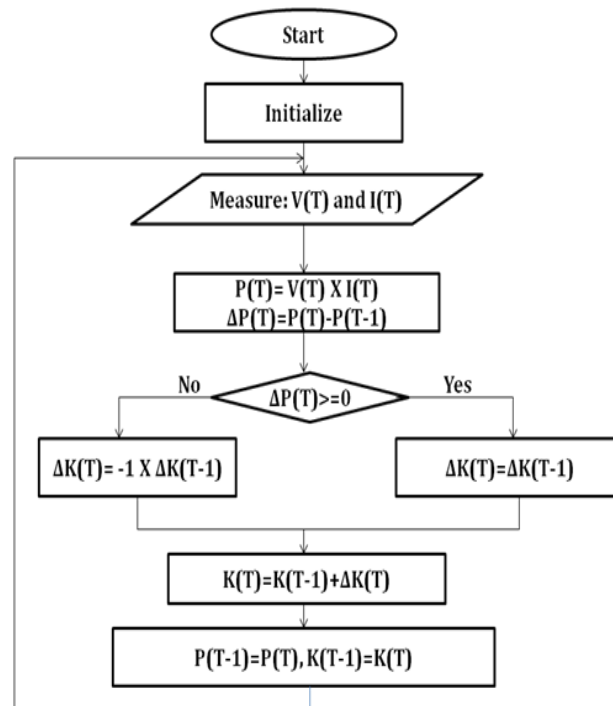 Start
Initialize
Measure: V(T) and I(T)
P(T)= V(T) X I(T)
ΔP(T)=P(T)-P(T-1)
No
ΔP(T)>=0
Yes
ΔK(T)= -1 X ΔK(T-1)
ΔK(T)=ΔK(T-1)
K(T)=K(T-1)+ΔK(T)
P(T-1)=P(T), K(T-1)=K(T)